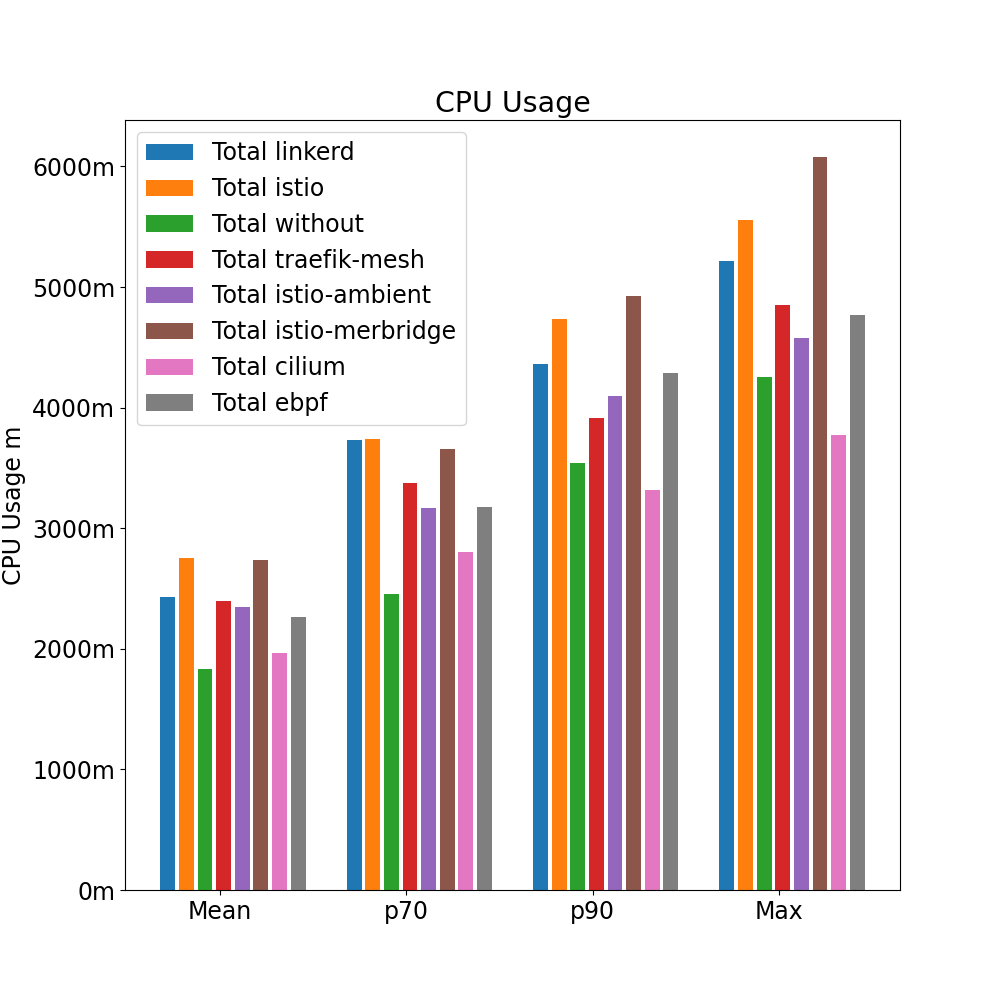 CPU Usage
Total linkerd
Total istio
Total without
Total traefik-mesh
Total istio-ambient
Total istio-merbridge
Total cilium
Total ebpf
6000m
5000m
4000m
3000m
2000m
1000m
0m
CPU Usage m
Mean p70 p90 Max